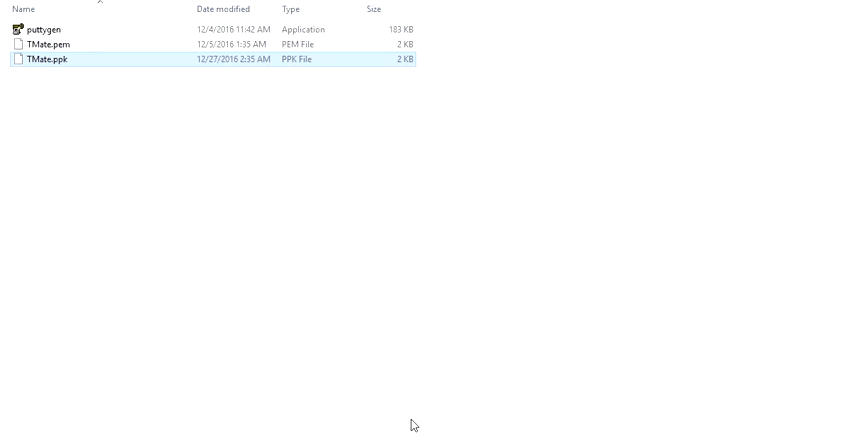 Name Date modified Type Size
puttygen 12/4/2016 11:42 AM Application 183 KB
TMate.pem 12/5/2016 1:35 AM PEM File 2 KB
TMate.ppk 12/27/2016 2:35 AM PPK File 2 KB